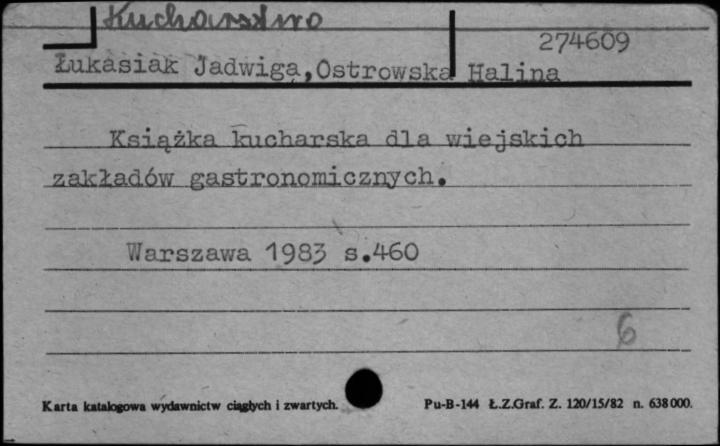 Kucharstwo
274609
Łukasiak Jadwiga,Ostrowska Halina
Książka kucharska dla wiejskich
zakładów gastronomicznych.
Warszawa 1983 s.460
6
Karta katalogowa wydawnictw ciągłych i zwartych. Pu-B-144 Ł.Z.Graf. Z. 120/15/82 n. 638000.